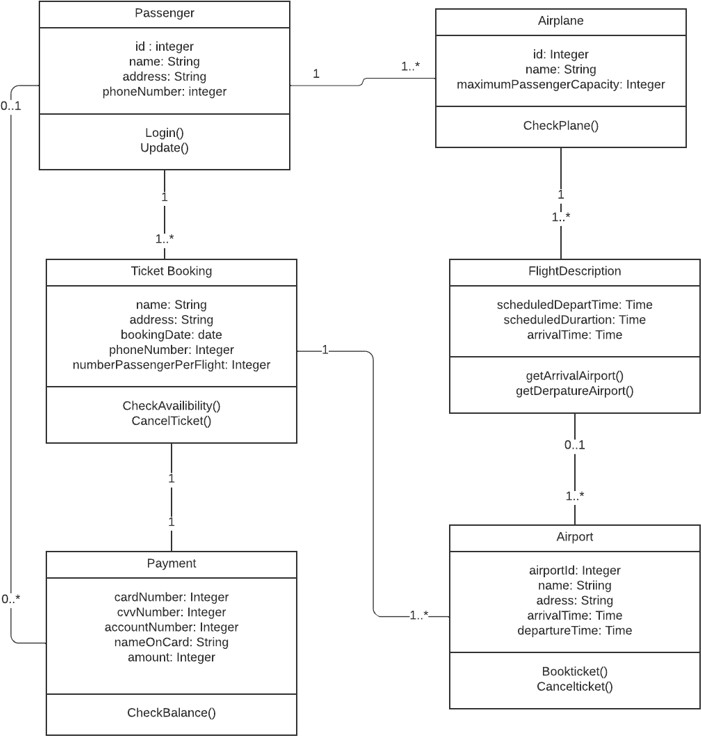 Passenger
id : integer
name: String
address: String
phoneNumber: integer
Login()
Update()
Airplane
id: Integer
name: String
maximumPassengerCapacity: Integer
CheckPlane()
1
1..*
0..1
1
1..*
1
1..*
Ticket Booking
name: String
address: String
bookingDate: date
phoneNumber: Integer
numberPassengerPerFlight: Integer
CheckAvailibility()
CancelTicket()
FlightDescription
scheduledDepartTime: Time
scheduledDurartion: Time
arrivalTime: Time
getArrivalAirport()
getDerpatureAirport()
1
0..1
1..*
1
1
Payment
cardNumber: Integer
cvvNumber: Integer
accountNumber: Integer
nameOnCard: String
amount: Integer
CheckBalance()
0..*
1..*
Airport
airportId: Integer
name: Striing
adress: String
arrivalTime: Time
departureTime: Time
Bookticket()
Cancelticket()